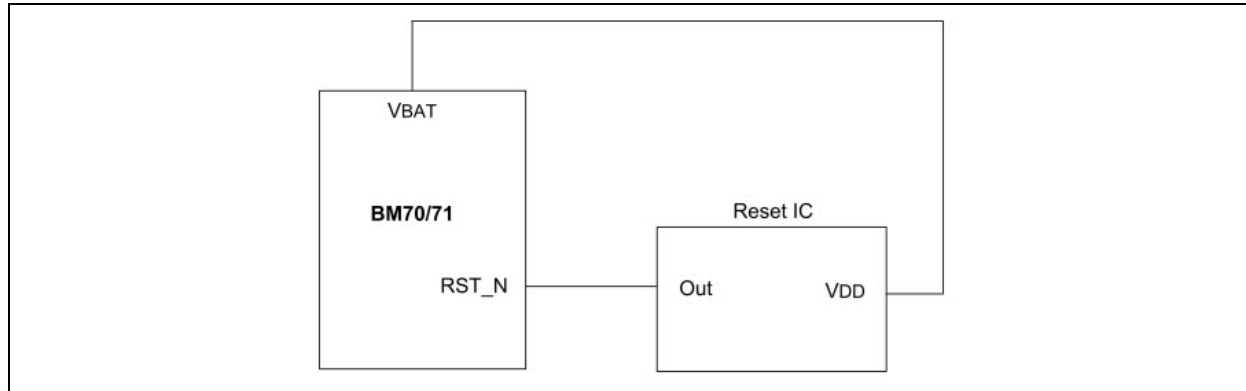 VBAT
BM70/71
Reset IC
RST_N
Out
VDD